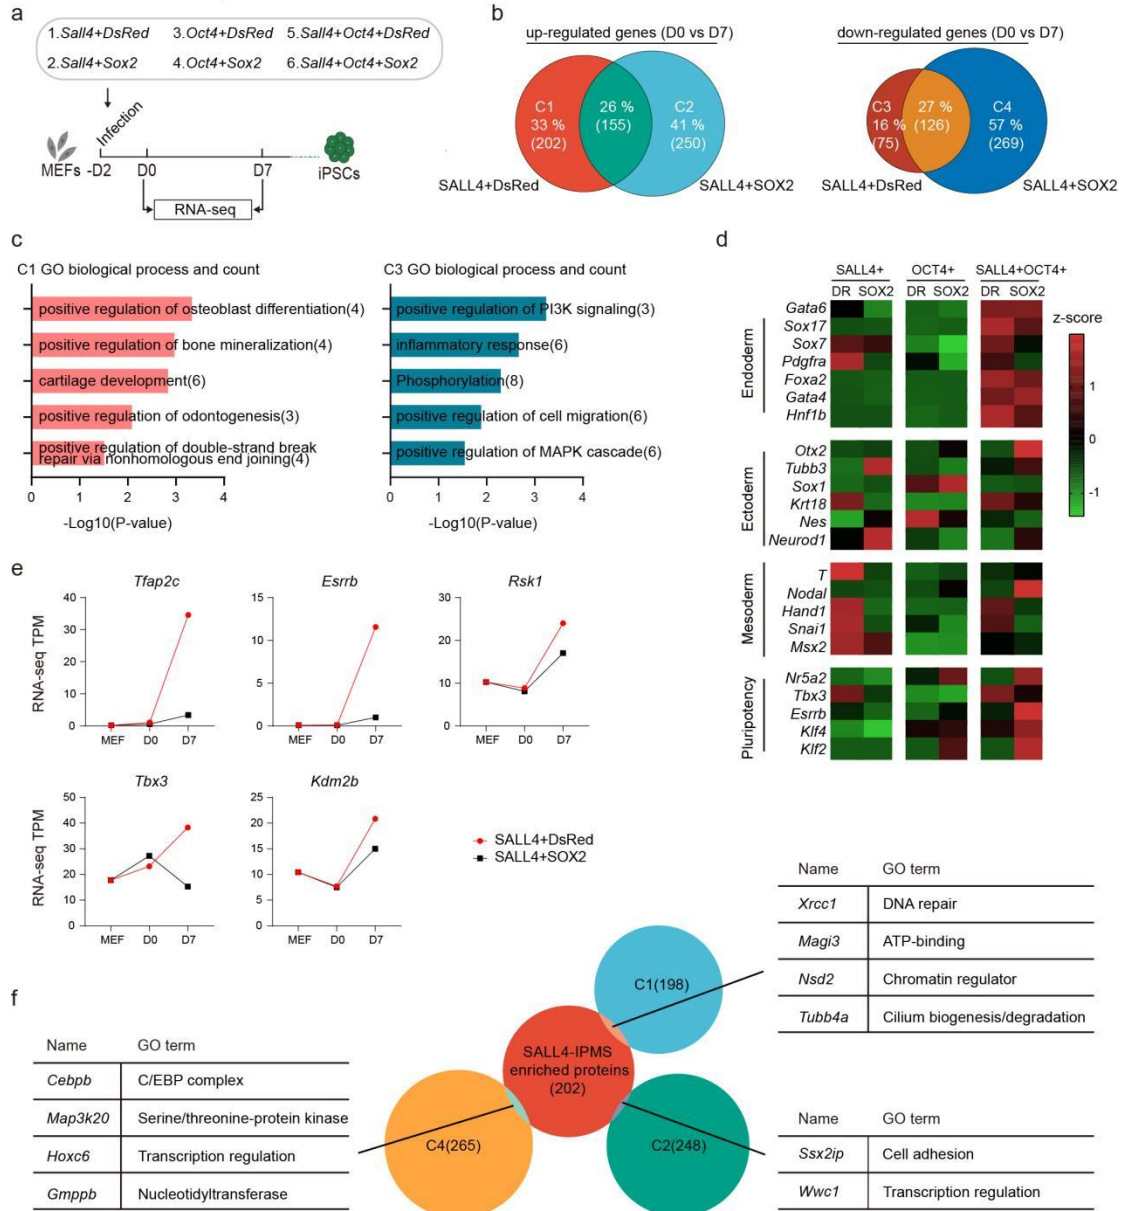 a
1.Sall4+DsRed 3.Oct4+DsRed 5.Sall4+Oct4+DsRed
2.Sall4+Sox2 4.Oct4+Sox2 6.Sall4+Oct4+Sox2
Infection
MEFs -D2 D0 D7 iPSCs
RNA-seq
b
up-regulated genes (D0 vs D7)
C1
33 %
(202)
26 %
(155)
C2
41 %
(250)
SALL4+DsRed SALL4+SOX2
down-regulated genes (D0 vs D7)
C3
16 %
(75)
27 %
(126)
C4
57 %
(269)
SALL4+DsRed SALL4+SOX2
c
C1 GO biological process and count
positive regulation of osteoblast differentiation(4)
positive regulation of bone mineralization(4)
cartilage development(6)
positive regulation of odontogenesis(3)
positive regulation of double-strand break
repair via nonhomologous end joining(4)
0 1 2 3 4
-Log10(P-value)
C3 GO biological process and count
positive regulation of PI3K signaling(3)
inflammatory response(6)
Phosphorylation(8)
positive regulation of cell migration(6)
positive regulation of MAPK cascade(6)
0 1 2 3 4
-Log10(P-value)
d
SALL4+ OCT4+ SALL4+OCT4+
DR SOX2 DR SOX2 DR SOX2
Endoderm
Gata6
Sox17
Sox7
Pdgfra
Foxa2
Gata4
Hnf1b
Ectoderm
Otx2
Tubb3
Sox1
Krt18
Nes
Neurod1
Mesoderm
T
Nodal
Hand1
Snai1
Msx2
Pluripotency
Nr5a2
Tbx3
Esrrb
Klf4
Klf2
z-score
1
0
-1
e
Tfap2c
RNA-seq TPM
40
30
20
10
0
MEF D0 D7
Esrrb
15
10
5
0
MEF D0 D7
Rsk1
30
20
10
0
MEF D0 D7
Tbx3
RNA-seq TPM
50
40
30
20
10
0
MEF D0 D7
Kdm2b
25
20
15
10
5
0
MEF D0 D7
SALL4+DsRed
SALL4+SOX2
f
Name GO term
Cebpb C/EBP complex
Map3k20 Serine/threonine-protein kinase
Hoxc6 Transcription regulation
Gmppb Nucleotidyltransferase
C1(198)
SALL4-IPMS
enriched proteins
(202)
C4(265)
C2(248)
Name GO term
Xrcc1 DNA repair
Magi3 ATP-binding
Nsd2 Chromatin regulator
Tubb4a Cilium biogenesis/degradation
Name GO term
Ssx2ip Cell adhesion
Wwc1 Transcription regulation